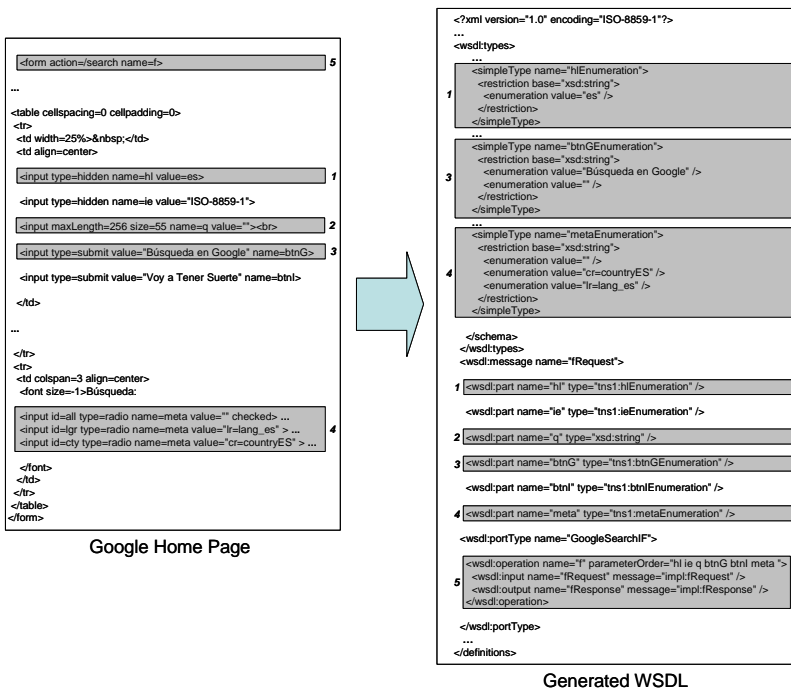 <form action=/search name=f>
5
...
<table cellspacing=0 cellpadding=0>
<tr>
<td width=25%>&nbsp;</td>
<td align=center>
<input type=hidden name=hl value=es>
1
<input type=hidden name=ie value="ISO-8859-1">
<input maxLength=256 size=55 name=q value=""><br>
2
<input type=submit value="Búsqueda en Google" name=btnG>
3
<input type=submit value="Voy a Tener Suerte" name=btnI>
</td>
...
</tr>
<tr>
<td colspan=3 align=center>
<font size=-1>Búsqueda:
<input id=all type=radio name=meta value="" checked> ...
<input id=lgr type=radio name=meta value="lr=lang_es" > ...
4
<input id=cty type=radio name=meta value="cr=countryES" > ...
</font>
</td>
</tr>
</table>
</form>
Google Home Page
<?xml version="1.0" encoding="ISO-8859-1"?>
...
<wsdl:types>
...
<simpleType name="hlEnumeration">
<restriction base="xsd:string">
1
<enumeration value="es" />
</restriction>
</simpleType>
...
<simpleType name="btnGEnumeration">
<restriction base="xsd:string">
3
<enumeration value="Búsqueda en Google" />
<enumeration value="" />
</restriction>
</simpleType>
...
<simpleType name="metaEnumeration">
<restriction base="xsd:string">
<enumeration value="" />
4
<enumeration value="cr=countryES" />
<enumeration value="lr=lang_es" />
</restriction>
</simpleType>
</schema>
</wsdl:types>
<wsdl:message name="fRequest">
1
<wsdl:part name="hl" type="tns1:hlEnumeration" />
<wsdl:part name="ie" type="tns1:ieEnumeration" />
2
<wsdl:part name="q" type="xsd:string" />
3
<wsdl:part name="btnG" type="tns1:btnGEnumeration" />
<wsdl:part name="btnI" type="tns1:btnIEnumeration" />
4
<wsdl:part name="meta" type="tns1:metaEnumeration" />
<wsdl:portType name="GoogleSearchIF">
<wsdl:operation name="f" parameterOrder="hl ie q btnG btnI meta ">
5
<wsdl:input name="fRequest" message="impl:fRequest" />
<wsdl:output name="fResponse" message="impl:fResponse" />
</wsdl:operation>
</wsdl:portType>
...
</definitions>
Generated WSDL